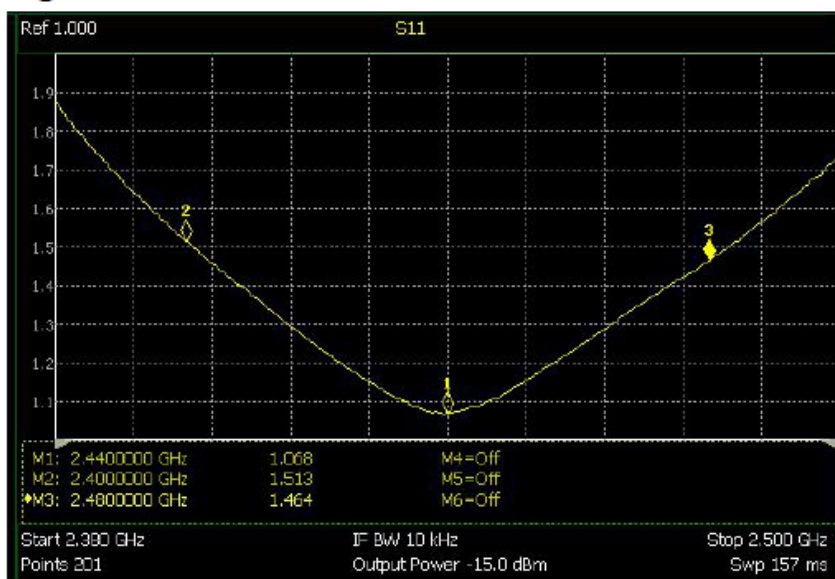 Ref 1.000 S11
1.9
1.8
1.7
1.6
2
1.5
3
1.4
1.3
1.2
1
1.1
M1: 2.4400000 GHz 1.068 M4=Off
M2: 2.4000000 GHz 1.513 M5=Off
M3: 2.4800000 GHz 1.464 M6=Off
Start 2.380 GHz IF BW 10 kHz Stop 2.500 GHz
Points 201 Output Power -15.0 dBm Swp 157 ms